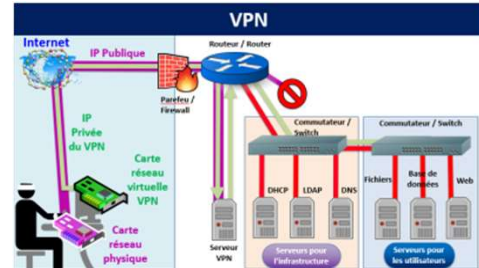 VPN
Internet
IP Publique
Routeur / Router
Parefeu /
Firewall
IP
Privée
du VPN
Carte
réseau
virtuelle
VPN
Carte
réseau
physique
Commutateur /
Switch
Commutateur / Switch
DHCP
LDAP
DNS
Fichiers
Base de
données
Web
Serveur
VPN
Serveurs pour
l'infrastructure
Serveurs pour
les utilisateurs